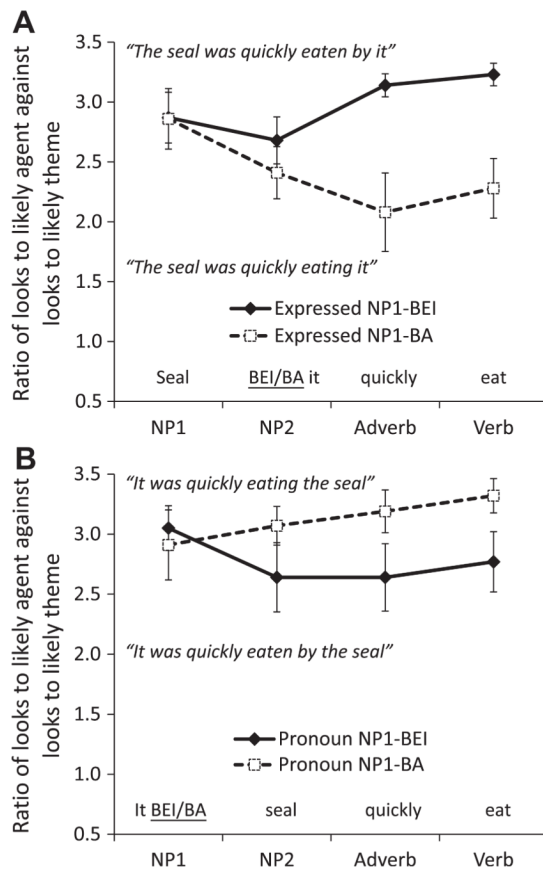 A
Ratio of looks to likely agent against
looks to likely theme
3.5
3.0
2.5
2.0
1.5
1.0
0.5
“The seal was quickly eaten by it”
“The seal was quickly eating it”
Expressed NP1-BEI
Expressed NP1-BA
Seal BEI/BA it quickly eat
NP1 NP2 Adverb Verb
B
Ratio of looks to likely agent against
looks to likely theme
3.5
3.0
2.5
2.0
1.5
1.0
0.5
“It was quickly eating the seal”
“It was quickly eaten by the seal”
Pronoun NP1-BEI
Pronoun NP1-BA
It BEI/BA seal quickly eat
NP1 NP2 Adverb Verb